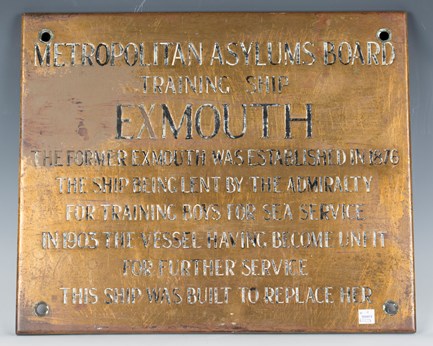 METROPOLITAN ASYLUMS BOARD
TRAINING SHIP
EXMOUTH
THE FORMER EXMOUTH WAS ESTABLISHED IN 1876
THE SHIP BEING LENT BY THE ADMIRALTY
FOR TRAINING BOYS FOR SEA SERVICE
IN 1903 THE VESSEL HAVING BECOME UNFIT
FOR FURTHER SERVICE
THIS SHIP WAS BUILT TO REPLACE HER